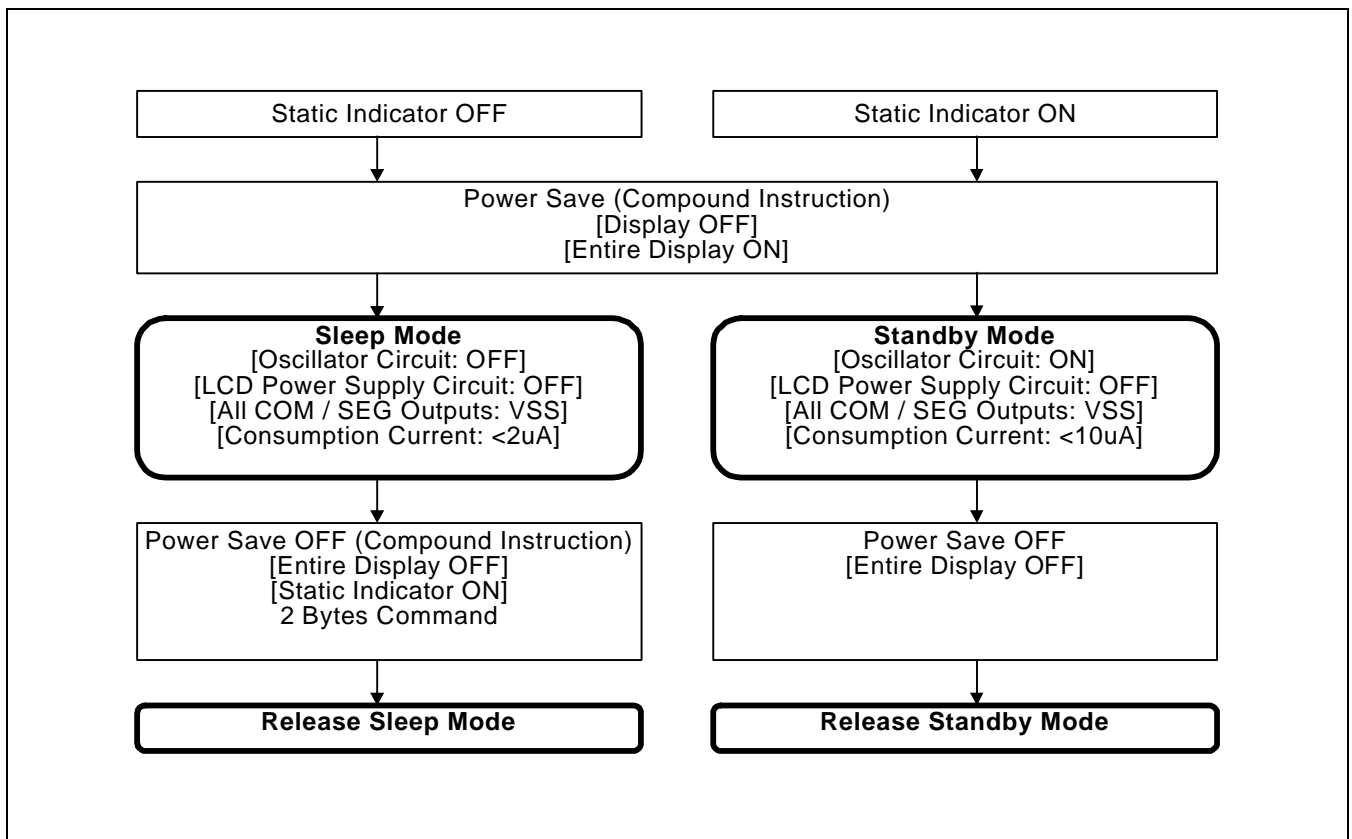 Static Indicator OFF
Static Indicator ON
Power Save (Compound Instruction)
[Display OFF]
[Entire Display ON]
Sleep Mode
[Oscillator Circuit: OFF]
[LCD Power Supply Circuit: OFF]
[All COM / SEG Outputs: VSS]
[Consumption Current: <2uA]
Standby Mode
[Oscillator Circuit: ON]
[LCD Power Supply Circuit: OFF]
[All COM / SEG Outputs: VSS]
[Consumption Current: <10uA]
Power Save OFF (Compound Instruction)
[Entire Display OFF]
[Static Indicator ON]
2 Bytes Command
Power Save OFF
[Entire Display OFF]
Release Sleep Mode
Release Standby Mode